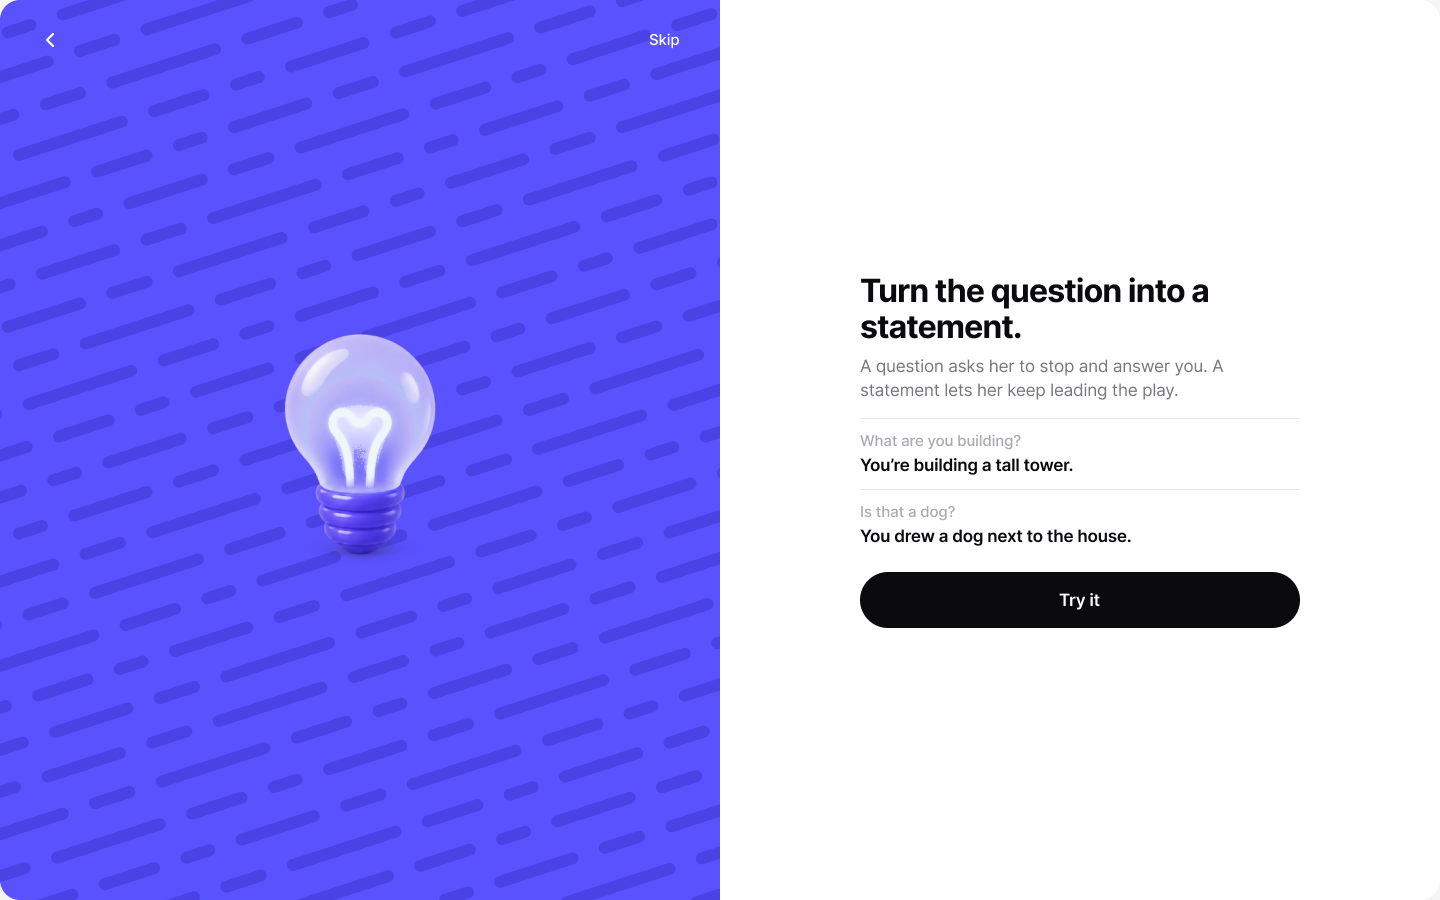 Skip
Turn the question into a
statement.
A question asks her to stop and answer you. A
statement lets her keep leading the play.
What are you building?
You’re building a tall tower.
Is that a dog?
You drew a dog next to the house.
Try it